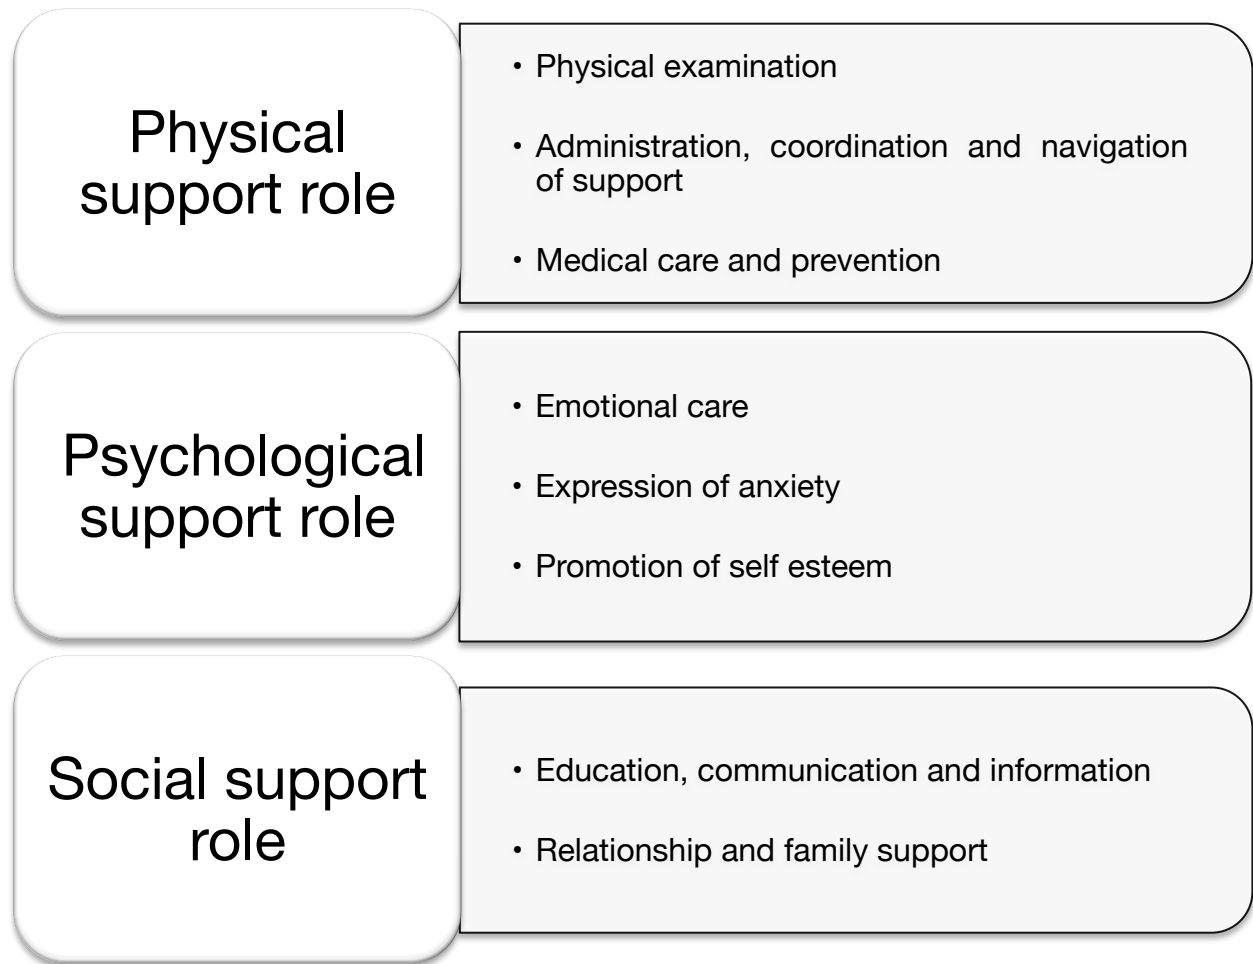 Physical
support role
• Physical examination
• Administration, coordination and navigation
of support
• Medical care and prevention
Psychological
support role
• Emotional care
• Expression of anxiety
• Promotion of self esteem
Social support
role
• Education, communication and information
• Relationship and family support